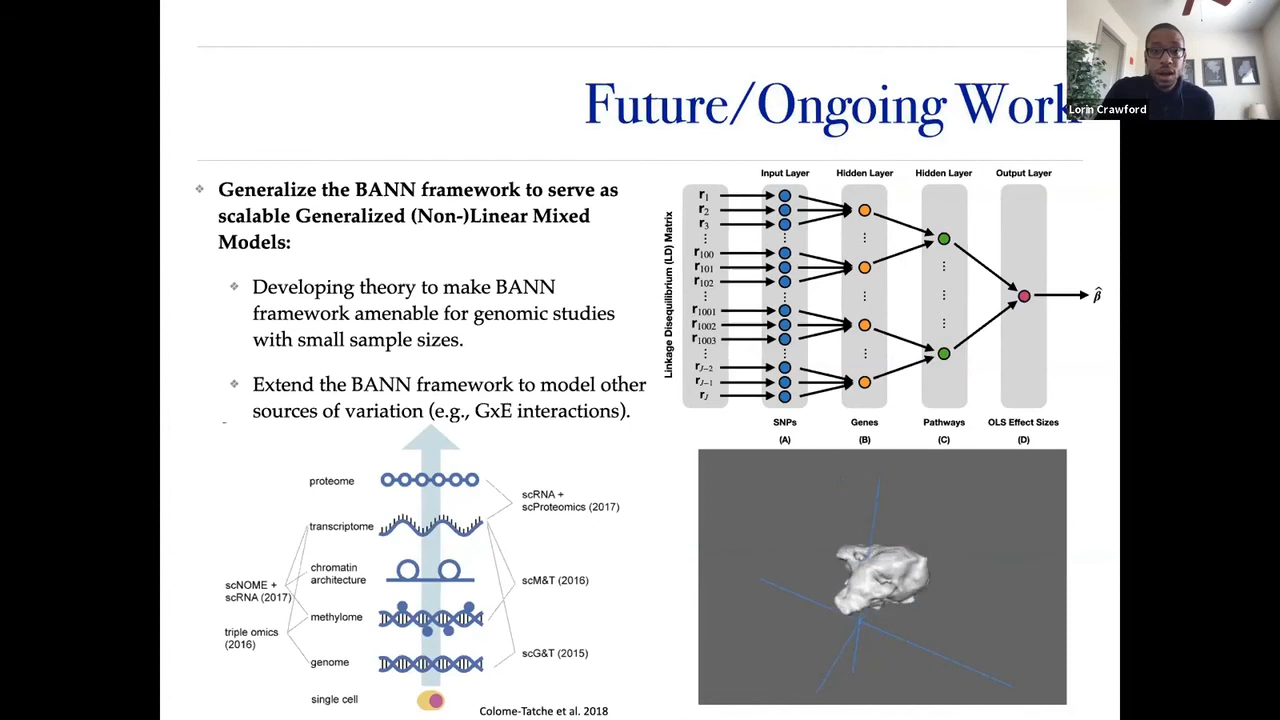 Future/Ongoing Work
Lorin Crawford
Generalize the BANN framework to serve as
scalable Generalized (Non-)Linear Mixed
Models:
Developing theory to make BANN
framework amenable for genomic studies
with small sample sizes.
Extend the BANN framework to model other
sources of variation (e.g., GxE interactions).
Input Layer
Hidden Layer
Hidden Layer
Output Layer
Linkage Disequilibrium (LD) Matrix
r1
r2
r3
⋮
r100
r101
r102
⋮
r1001
r1002
r1003
⋮
rJ−2
rJ−1
rJ
β̂
SNPs
Genes
Pathways
OLS Effect Sizes
(A)
(B)
(C)
(D)
proteome
transcriptome
chromatin
architecture
methylome
genome
single cell
scNOME +
scRNA (2017)
triple omics
(2016)
scRNA +
scProteomics (2017)
scM&T (2016)
scG&T (2015)
Colome-Tatche et al. 2018